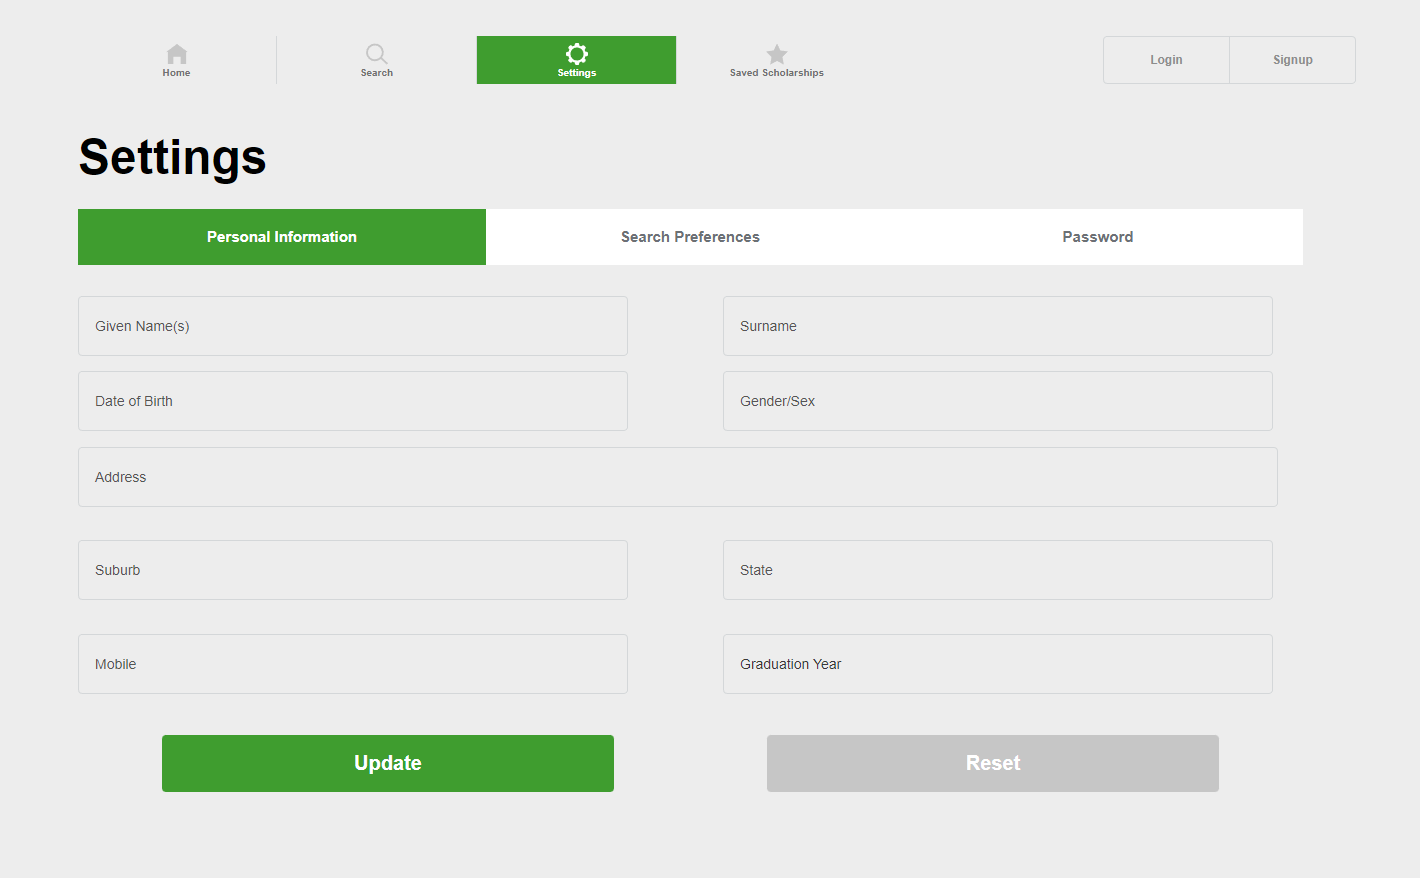 Home
Search
Settings
Saved Scholarships
Login
Signup
Settings
Personal Information
Search Preferences
Password
Given Name(s)
Surname
Date of Birth
Gender/Sex
Address
Suburb
State
Mobile
Graduation Year
Update
Reset